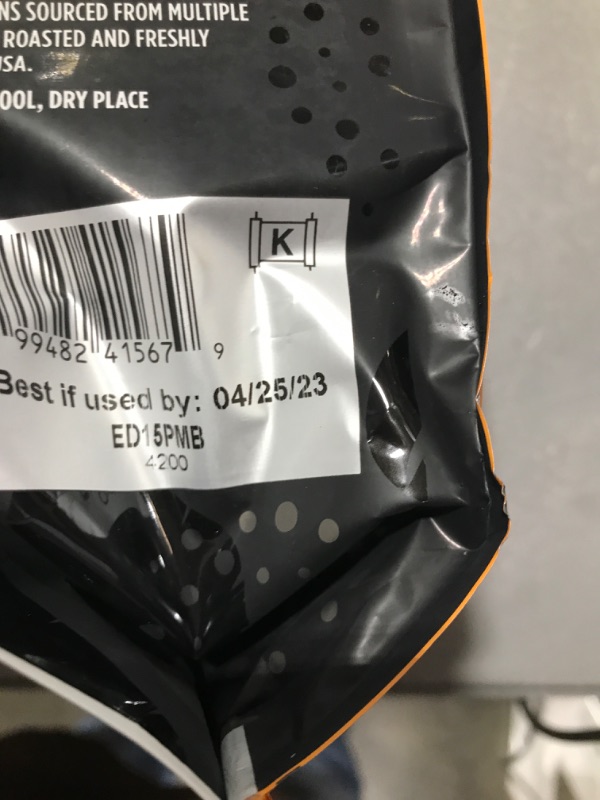 NS SOURCED FROM MULTIPLE
ROASTED AND FRESHLY
USA.
OOL, DRY PLACE
K
99482 41567 9
Best if used by: 04/25/23
ED15PMB
4200